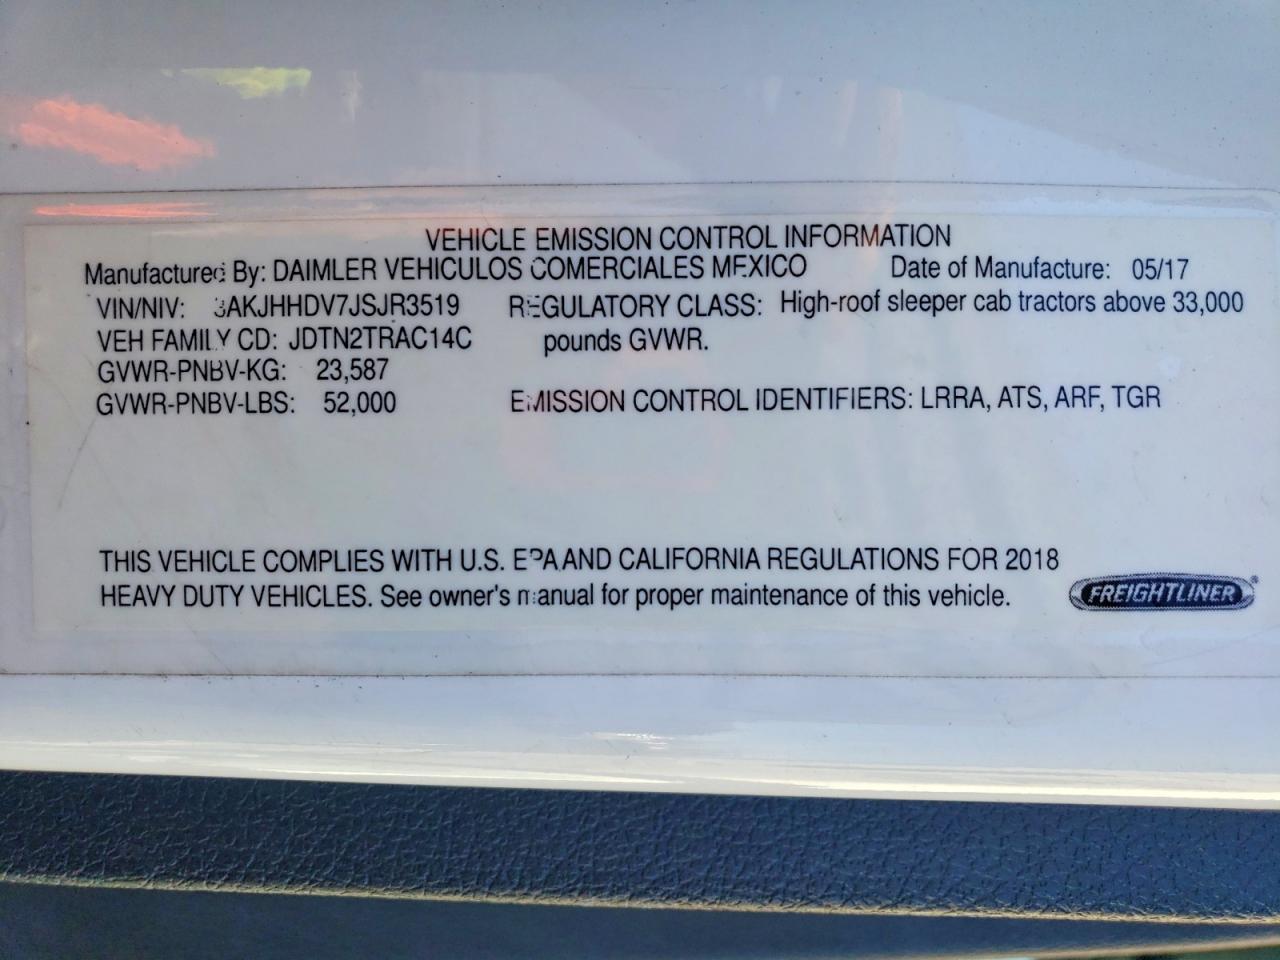 VEHICLE EMISSION CONTROL INFORMATION
Manufactured By: DAIMLER VEHICULOS COMERCIALES MEXICO Date of Manufacture: 05/17
VIN/NIV: 3AKJHHDV7JSJR3519 REGULATORY CLASS: High-roof sleeper cab tractors above 33,000
VEH FAMILY CD: JDTN2TRAC14C pounds GVWR.
GVWR-PNBV-KG: 23,587
GVWR-PNBV-LBS: 52,000 EMISSION CONTROL IDENTIFIERS: LRRA, ATS, ARF, TGR
THIS VEHICLE COMPLIES WITH U.S. EPA AND CALIFORNIA REGULATIONS FOR 2018
HEAVY DUTY VEHICLES. See owner's manual for proper maintenance of this vehicle.
FREIGHTLINER